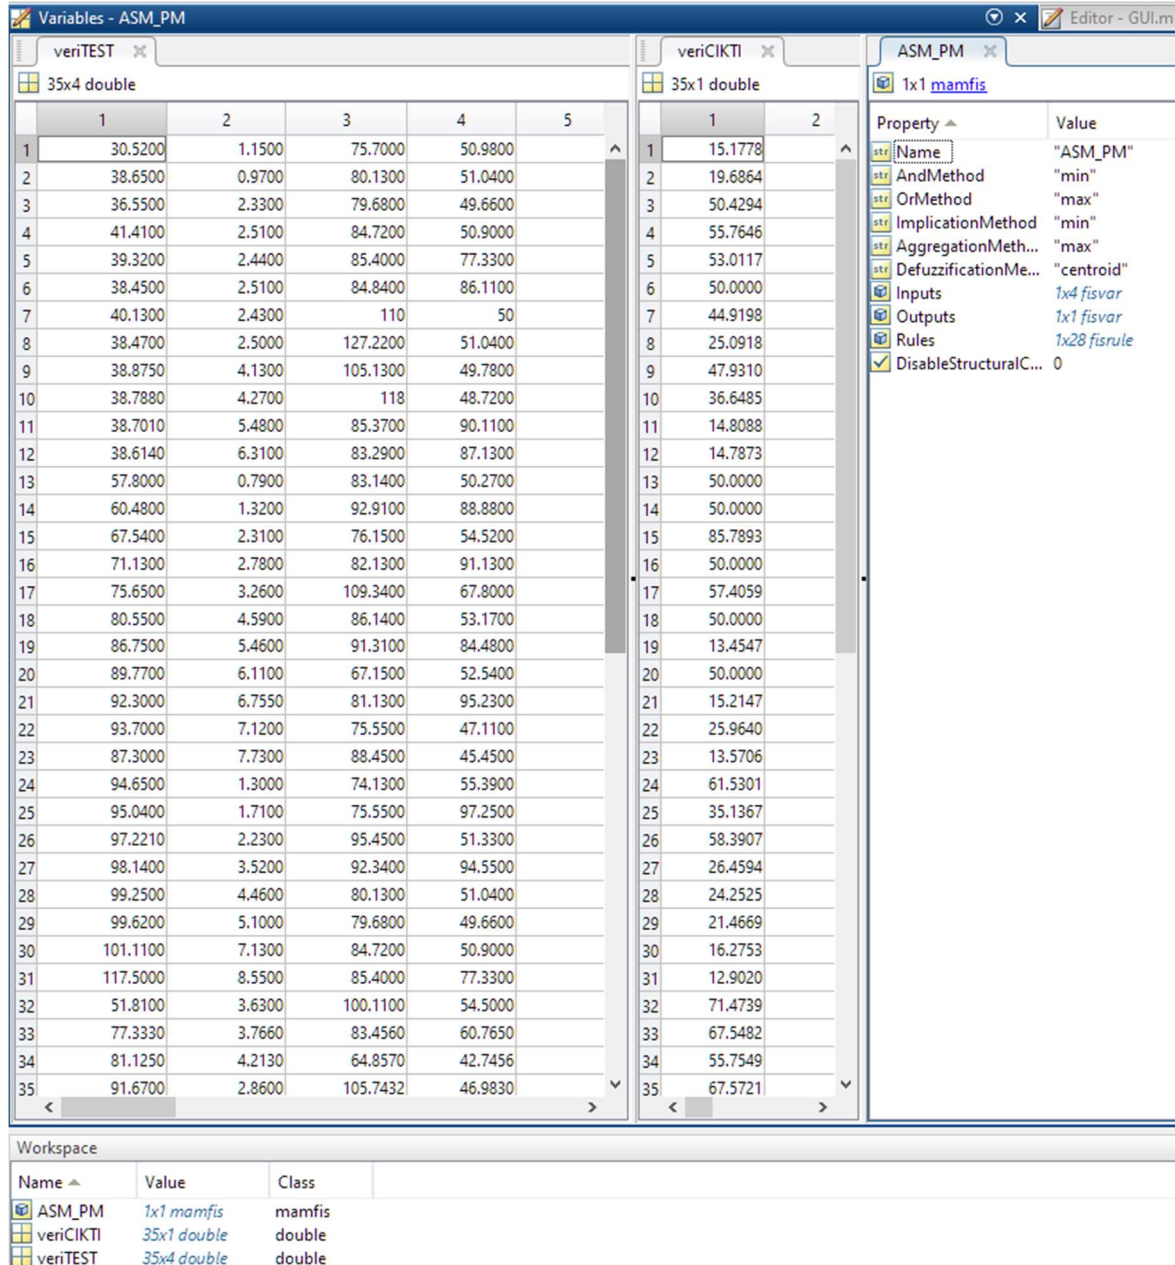 Variables - ASM_PM
Editor - GUI.m
veriTEST
35x4 double
1 2 3 4 5
1 30.5200 1.1500 75.7000 50.9800
2 38.6500 0.9700 80.1300 51.0400
3 36.5500 2.3300 79.6800 49.6600
4 41.4100 2.5100 84.7200 50.9000
5 39.3200 2.4400 85.4000 77.3300
6 38.4500 2.5100 84.8400 86.1100
7 40.1300 2.4300 110 50
8 38.4700 2.5000 127.2200 51.0400
9 38.8750 4.1300 105.1300 49.7800
10 38.7880 4.2700 118 48.7200
11 38.7010 5.4800 85.3700 90.1100
12 38.6140 6.3100 83.2900 87.1300
13 57.8000 0.7900 83.1400 50.2700
14 60.4800 1.3200 92.9100 88.8800
15 67.5400 2.3100 76.1500 54.5200
16 71.1300 2.7800 82.1300 91.1300
17 75.6500 3.2600 109.3400 67.8000
18 80.5500 4.5900 86.1400 53.1700
19 86.7500 5.4600 91.3100 84.4800
20 89.7700 6.1100 67.1500 52.5400
21 92.3000 6.7550 81.1300 95.2300
22 93.7000 7.1200 75.5500 47.1100
23 87.3000 7.7300 88.4500 45.4500
24 94.6500 1.3000 74.1300 55.3900
25 95.0400 1.7100 75.5500 97.2500
26 97.2210 2.2300 95.4500 51.3300
27 98.1400 3.5200 92.3400 94.5500
28 99.2500 4.4600 80.1300 51.0400
29 99.6200 5.1000 79.6800 49.6600
30 101.1100 7.1300 84.7200 50.9000
31 117.5000 8.5500 85.4000 77.3300
32 51.8100 3.6300 100.1100 54.5000
33 77.3330 3.7660 83.4560 60.7650
34 81.1250 4.2130 64.8570 42.7456
35 91.6700 2.8600 105.7432 46.9830
veriCIKTI
35x1 double
1 2
1 15.1778
2 19.6864
3 50.4294
4 55.7646
5 53.0117
6 50.0000
7 44.9198
8 25.0918
9 47.9310
10 36.6485
11 14.8088
12 14.7873
13 50.0000
14 50.0000
15 85.7893
16 50.0000
17 57.4059
18 50.0000
19 13.4547
20 50.0000
21 15.2147
22 25.9640
23 13.5706
24 61.5301
25 35.1367
26 58.3907
27 26.4594
28 24.2525
29 21.4669
30 16.2753
31 12.9020
32 71.4739
33 67.5482
34 55.7549
35 67.5721
ASM_PM
1x1 mamfis
Property Value
str Name "ASM_PM"
str AndMethod "min"
str OrMethod "max"
str ImplicationMethod "min"
str AggregationMeth... "max"
str DefuzzificationMe... "centroid"
Inputs 1x4 fisvar
Outputs 1x1 fisvar
Rules 1x28 fisrule
DisableStructuralC... 0
Workspace
Name Value Class
ASM_PM 1x1 mamfis mamfis
veriCIKTI 35x1 double double
veriTEST 35x4 double double